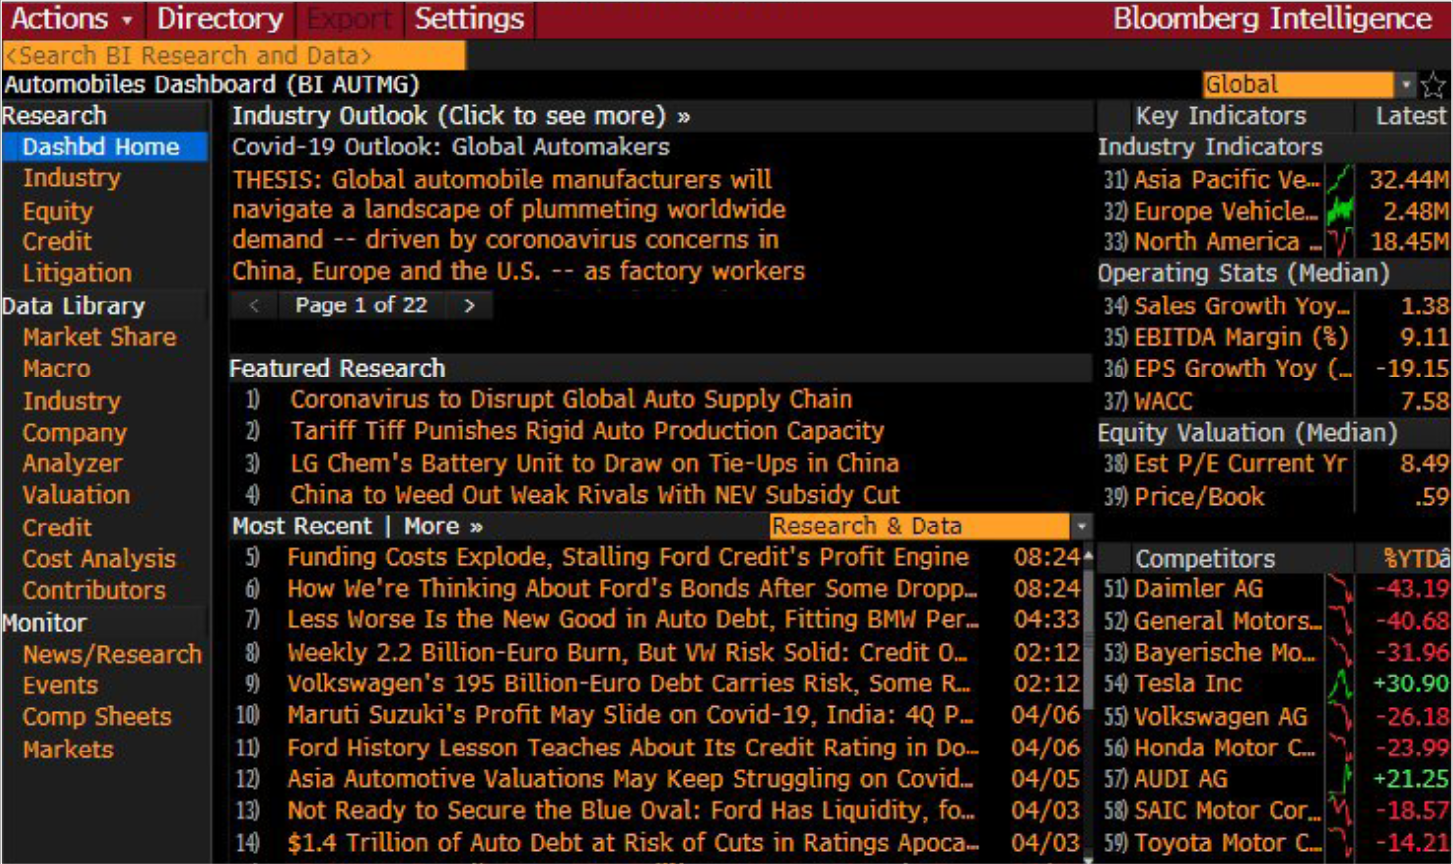 Actions Directory Export Settings Bloomberg Intelligence
<Search BI Research and Data>
Automobiles Dashboard (BI AUTMG) Global
Research
Dashbd Home
Industry
Equity
Credit
Litigation
Data Library
Market Share
Macro
Industry
Company
Analyzer
Valuation
Credit
Cost Analysis
Contributors
Monitor
News/Research
Events
Comp Sheets
Markets
Industry Outlook (Click to see more) »
Covid-19 Outlook: Global Automakers
THESIS: Global automobile manufacturers will
navigate a landscape of plummeting worldwide
demand -- driven by coronoavirus concerns in
China, Europe and the U.S. -- as factory workers
< Page 1 of 22 >
Featured Research
1) Coronavirus to Disrupt Global Auto Supply Chain
2) Tariff Tiff Punishes Rigid Auto Production Capacity
3) LG Chem's Battery Unit to Draw on Tie-Ups in China
4) China to Weed Out Weak Rivals With NEV Subsidy Cut
Most Recent | More » Research & Data
5) Funding Costs Explode, Stalling Ford Credit's Profit Engine 08:24
6) How We're Thinking About Ford's Bonds After Some Dropp… 08:24
7) Less Worse Is the New Good in Auto Debt, Fitting BMW Per… 04:33
8) Weekly 2.2 Billion-Euro Burn, But VW Risk Solid: Credit O… 02:12
9) Volkswagen's 195 Billion-Euro Debt Carries Risk, Some R… 02:12
10) Maruti Suzuki's Profit May Slide on Covid-19, India: 4Q P… 04/06
11) Ford History Lesson Teaches About Its Credit Rating in Do… 04/06
12) Asia Automotive Valuations May Keep Struggling on Covid… 04/05
13) Not Ready to Secure the Blue Oval: Ford Has Liquidity, fo… 04/03
14) $1.4 Trillion of Auto Debt at Risk of Cuts in Ratings Apoca… 04/03
Key Indicators Latest
Industry Indicators
31) Asia Pacific Ve… 32.44M
32) Europe Vehicle… 2.48M
33) North America … 18.45M
Operating Stats (Median)
34) Sales Growth Yoy… 1.38
35) EBITDA Margin (%) 9.11
36) EPS Growth Yoy (… -19.15
37) WACC 7.58
Equity Valuation (Median)
38) Est P/E Current Yr 8.49
39) Price/Book .59
Competitors %YTDâ
51) Daimler AG -43.19
52) General Motors… -40.68
53) Bayerische Mo… -31.96
54) Tesla Inc +30.90
55) Volkswagen AG -26.18
56) Honda Motor C… -23.99
57) AUDI AG +21.25
58) SAIC Motor Cor… -18.57
59) Toyota Motor C… -14.21